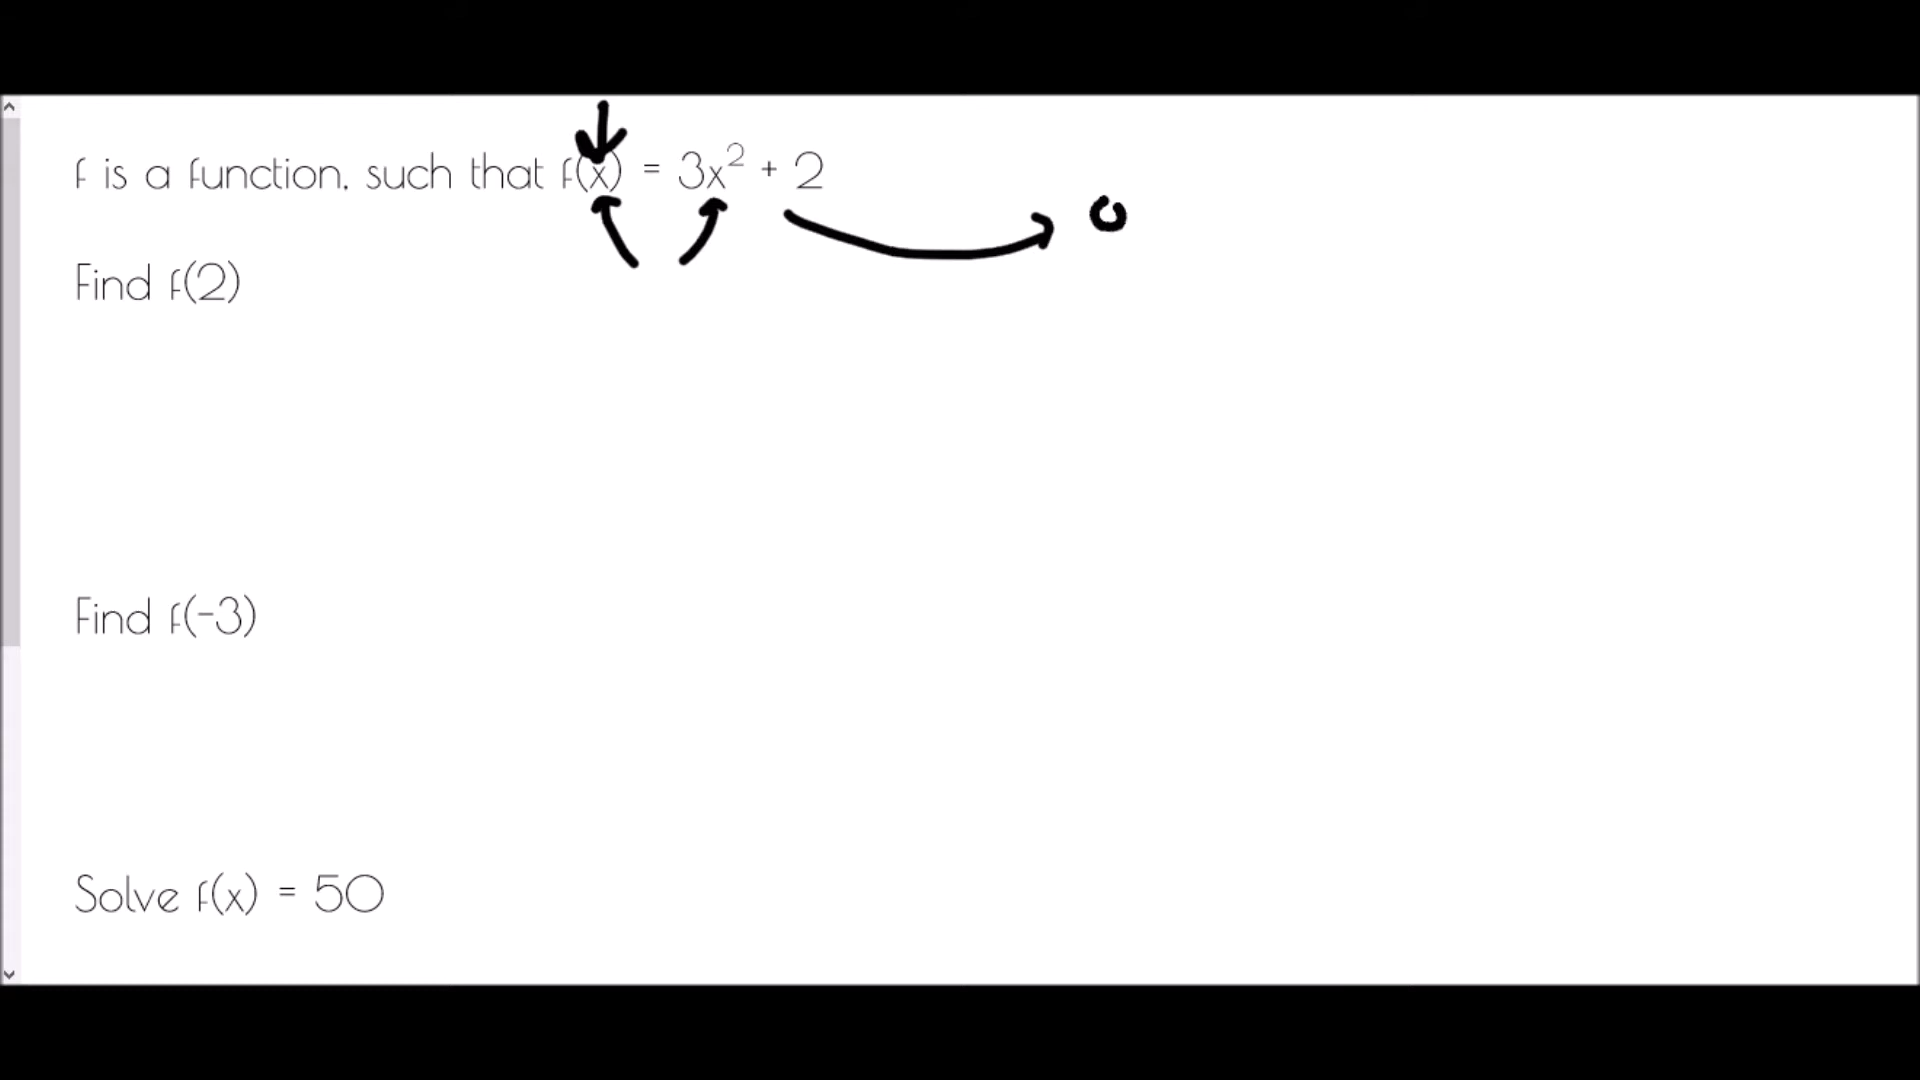 f is a function, such that f(x) = 3x² + 2
o
Find f(2)
Find f(-3)
Solve f(x) = 50